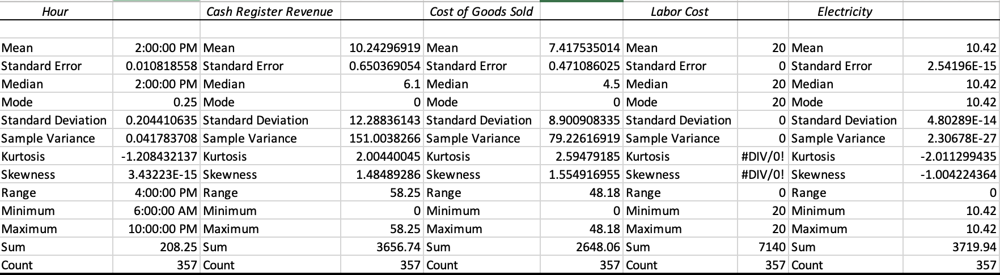 Hour Cash Register Revenue Cost of Goods Sold Labor Cost Electricity
Mean 2:00:00 PM Mean 10.24296919 Mean 7.417535014 Mean 20 Mean 10.42
Standard Error 0.010818558 Standard Error 0.650369054 Standard Error 0.471086025 Standard Error 0 Standard Error 2.54196E-15
Median 2:00:00 PM Median 6.1 Median 4.5 Median 20 Median 10.42
Mode 0.25 Mode 0 Mode 0 Mode 20 Mode 10.42
Standard Deviation 0.204410635 Standard Deviation 12.28836143 Standard Deviation 8.900908335 Standard Deviation 0 Standard Deviation 4.80289E-14
Sample Variance 0.041783708 Sample Variance 151.0038266 Sample Variance 79.22616919 Sample Variance 0 Sample Variance 2.30678E-27
Kurtosis -1.208432137 Kurtosis 2.00440045 Kurtosis 2.59479185 Kurtosis #DIV/0! Kurtosis -2.011299435
Skewness 3.43223E-15 Skewness 1.48489286 Skewness 1.554916955 Skewness #DIV/0! Skewness -1.004224364
Range 4:00:00 PM Range 58.25 Range 48.18 Range 0 Range 0
Minimum 6:00:00 AM Minimum 0 Minimum 0 Minimum 20 Minimum 10.42
Maximum 10:00:00 PM Maximum 58.25 Maximum 48.18 Maximum 20 Maximum 10.42
Sum 208.25 Sum 3656.74 Sum 2648.06 Sum 7140 Sum 3719.94
Count 357 Count 357 Count 357 Count 357 Count 357